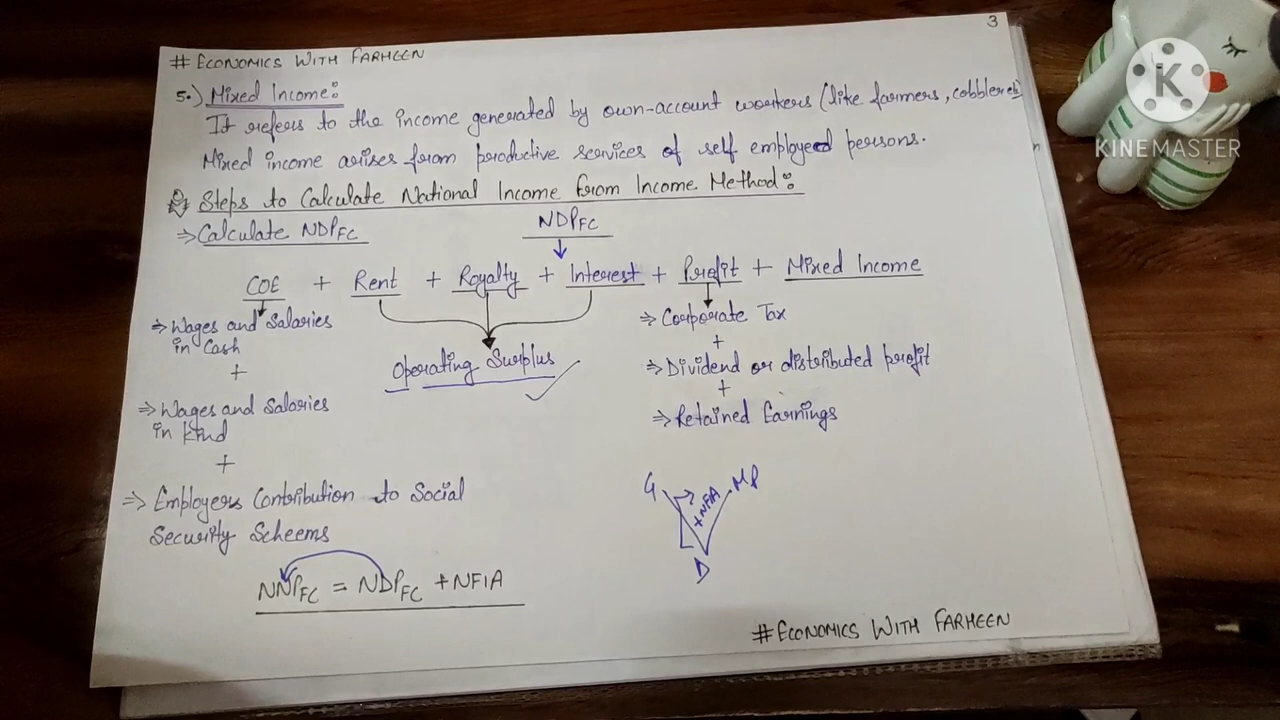 3
# ECONOMICS WITH FARHEEN
5.) Mixed Income:
It refers to the income generated by own-account workers (like farmers, cobbler etc)
Mixed income arises from productive services of self employeed persons.
Steps to Calculate National Income from Income Method:
⇒ Calculate NDPFC
NDPFC
COE + Rent + Royalty + Interest + Profit + Mixed Income
⇒ Wages and Salaries
in Cash
+
⇒ Wages and Salaries
in kind
+
⇒ Employers Contribution to Social
Security Scheems
Operating Surplus
⇒ Corporate Tax
+
⇒ Dividend or distributed profit
+
⇒ Retained Earnings
G → MP
+NFIA
D
NNPFC = NDPFC + NFIA
#ECONOMICS WITH FARHEEN
K
KINEMASTER